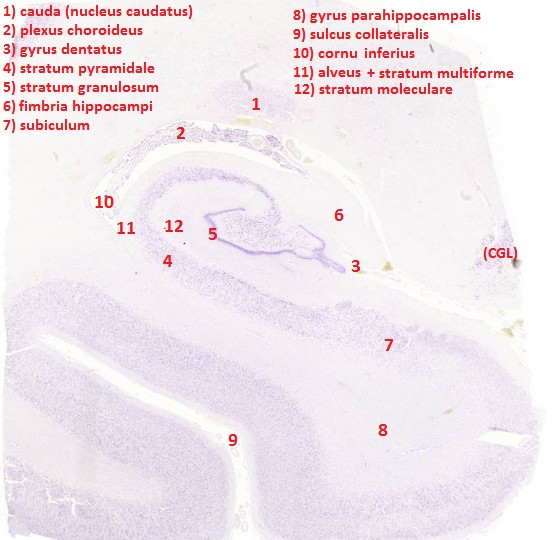 1) cauda (nucleus caudatus)
2) plexus choroideus
3) gyrus dentatus
4) stratum pyramidale
5) stratum granulosum
6) fimbria hippocampi
7) subiculum
8) gyrus parahippocampalis
9) sulcus collateralis
10) cornu inferius
11) alveus + stratum multiforme
12) stratum moleculare
1
2
10
11
12
5
6
4
3
(CGL)
7
8
9